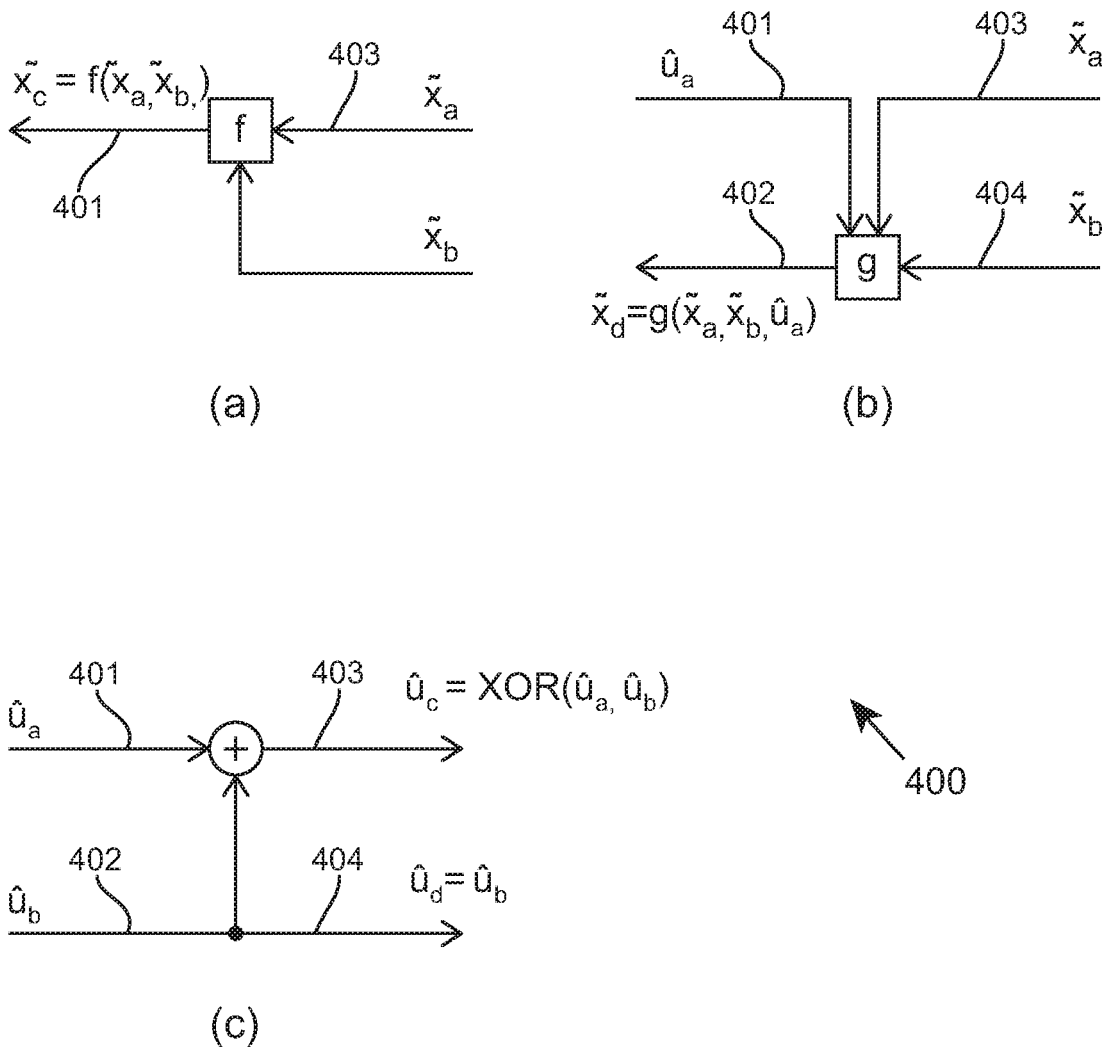 403
x̃c = f(x̃a, x̃b,)
x̃a
f
401
x̃b
(a)
401
403
ûa
x̃a
402
404
x̃b
g
x̃d=g(x̃a, x̃b, ûa)
(b)
401
403
ûc = XOR(ûa, ûb)
ûa
+
402
404
ûd= ûb
ûb
(c)
400